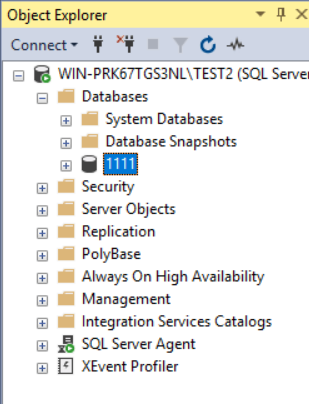 Object Explorer
Connect
WIN-PRK67TGS3NL\TEST2 (SQL Server
Databases
System Databases
Database Snapshots
1111
Security
Server Objects
Replication
PolyBase
Always On High Availability
Management
Integration Services Catalogs
SQL Server Agent
XEvent Profiler